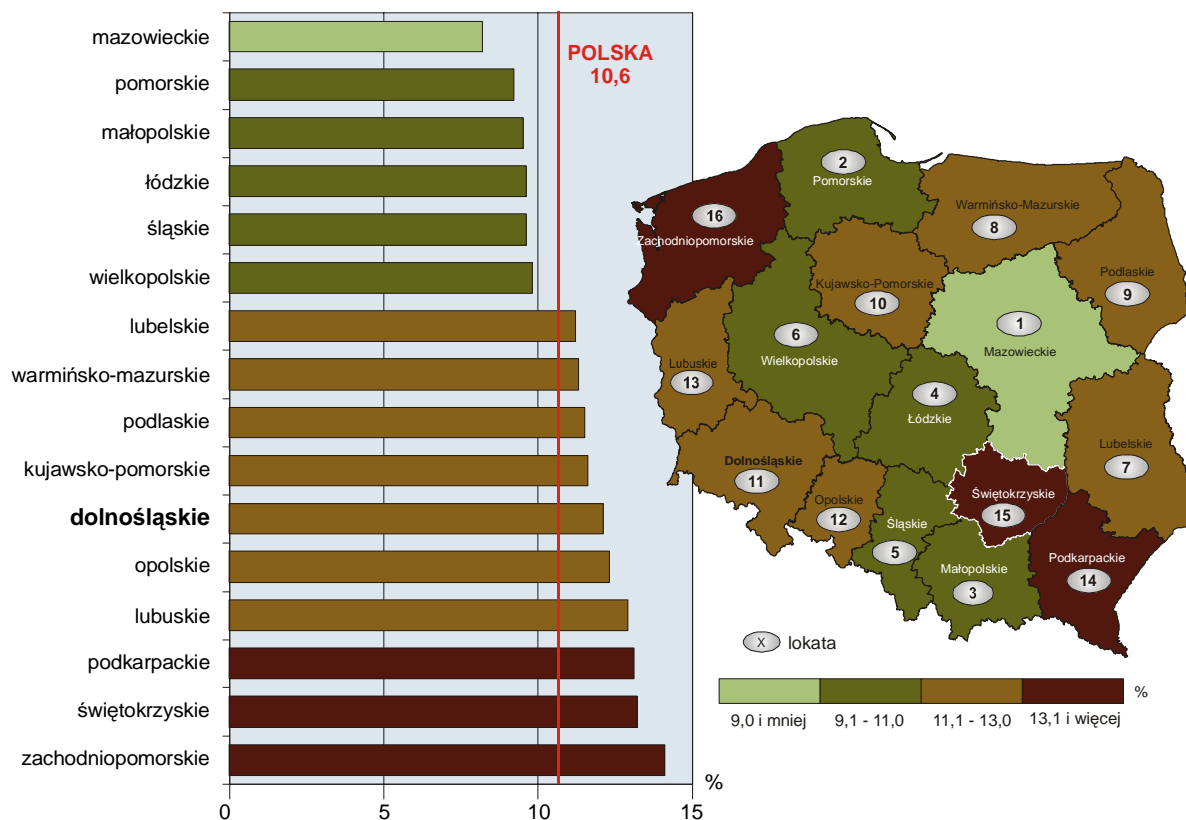 mazowieckie
pomorskie
małopolskie
łódzkie
śląskie
wielkopolskie
lubelskie
warmińsko-mazurskie
podlaskie
kujawsko-pomorskie
dolnośląskie
opolskie
lubuskie
podkarpackie
świętokrzyskie
zachodniopomorskie
0
5
10
15
%
POLSKA
10,6
2
Pomorskie
16
Zachodniopomorskie
Warmińsko-Mazurskie
8
Podlaskie
9
Kujawsko-Pomorskie
10
1
Mazowieckie
6
Wielkopolskie
Lubuskie
13
4
Łódzkie
Lubelskie
7
Dolnośląskie
11
Opolskie
12
Śląskie
5
Świętokrzyskie
15
Małopolskie
3
Podkarpackie
14
X lokata
%
9,0 i mniej
9,1 - 11,0
11,1 - 13,0
13,1 i więcej